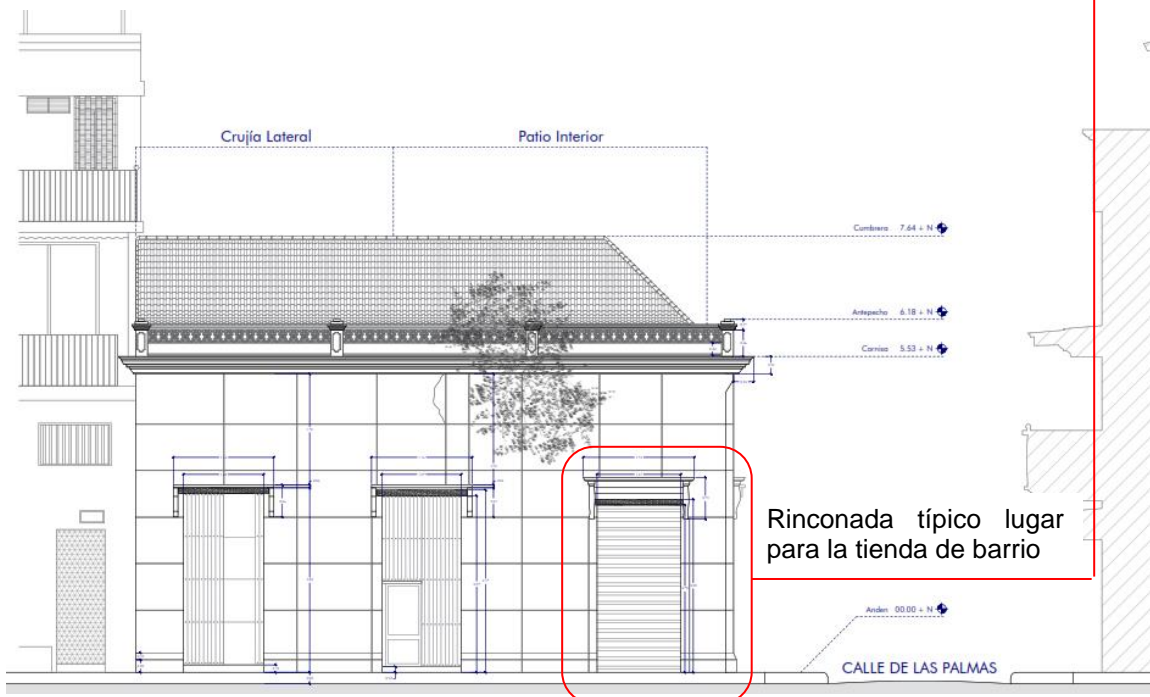 Crujía Lateral
Patio Interior
Cumbrera 7.64 + N
Antepecho 6.18 + N
Cornisa 5.53 + N
Rinconada típico lugar
para la tienda de barrio
Anden 00.00 + N
CALLE DE LAS PALMAS